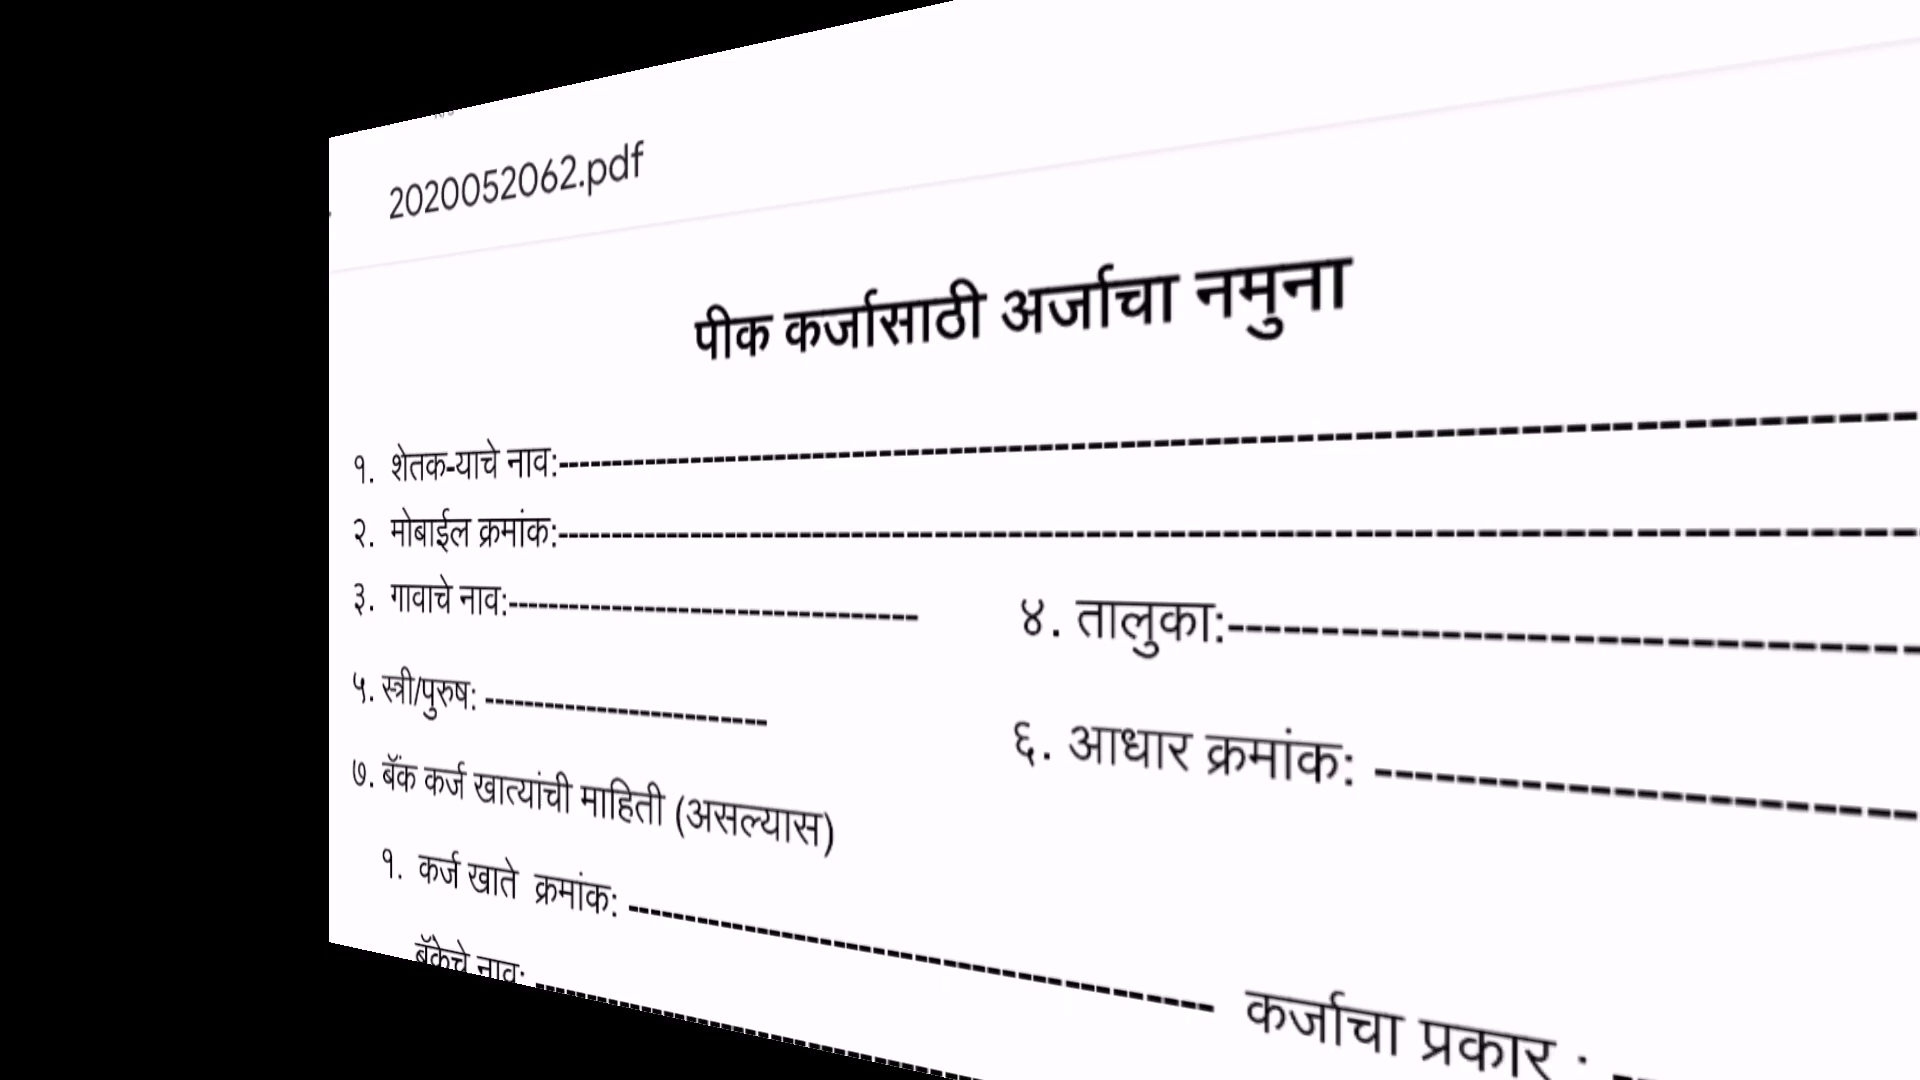 2020052062.pdf
पीक कर्जासाठी अर्जाचा नमुना
१. शेतक-याचे नाव:------------------------------------------------------------
२. मोबाईल क्रमांक:------------------------------------------------------------
३. गावाचे नाव:---------------------------------- ४. तालुका:------------------------------
५. स्त्री/पुरुष: ----------------------- ६. आधार क्रमांक: ----------------------
७. बॅंक कर्ज खात्यांची माहिती (असल्यास)
१. कर्ज खाते क्रमांक: ------------------------------------- कर्जाचा प्रकार : --
बॅंकेचे नाव: ------------------------------